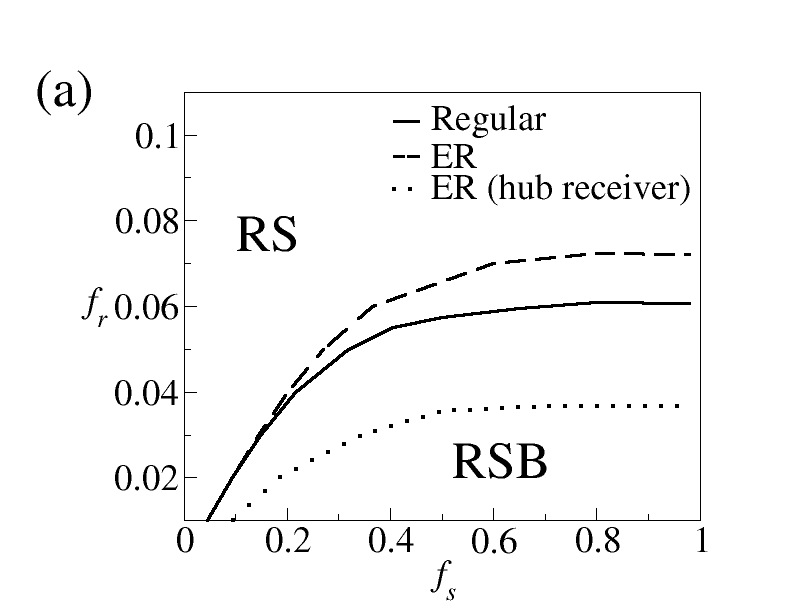 (a)
Regular
ER
ER (hub receiver)
RS
RSB
0.1
0.08
0.06
0.04
0.02
f_r
0 0.2 0.4 0.6 0.8 1
f_s